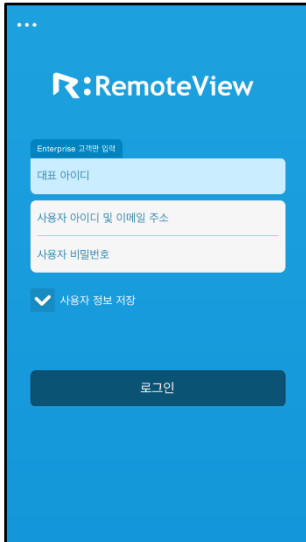 R:RemoteView
Enterprise 고객만 입력
대표 아이디
사용자 아이디 및 이메일 주소
사용자 비밀번호
사용자 정보 저장
로그인